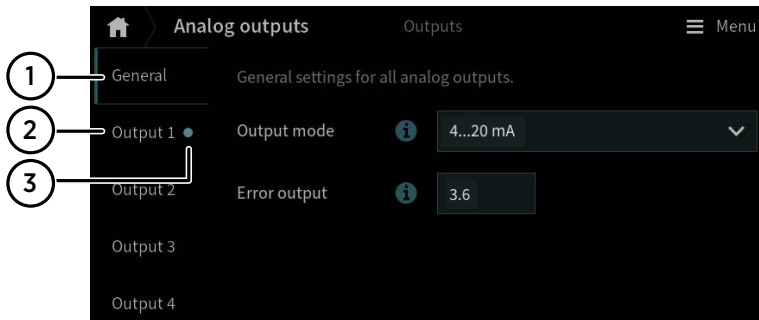 Analog outputs Outputs Menu
1 General General settings for all analog outputs.
2 Output 1 Output mode i 4...20 mA
3 Output 2 Error output i 3.6
Output 3
Output 4